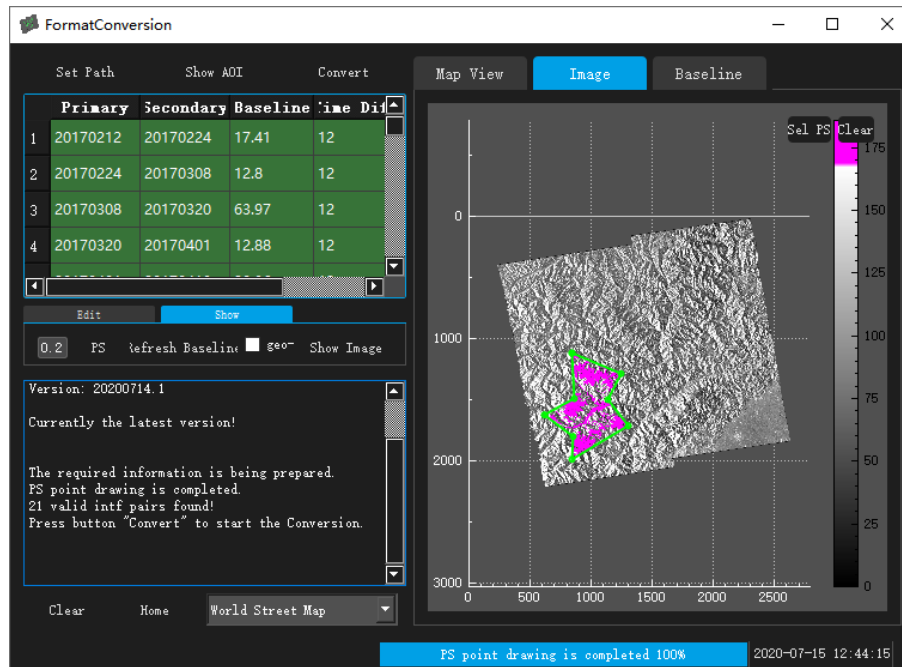 FormatConversion
Set Path Show AOI Convert
Map View Image Baseline
Primary Secondary Baseline Time Dif
1 20170212 20170224 17.41 12
2 20170224 20170308 12.8 12
3 20170308 20170320 63.97 12
4 20170320 20170401 12.88 12
Edit Show
0.2 PS Refresh Baseline geo- Show Image
Version: 20200714.1
Currently the latest version!
The required information is being prepared.
PS point drawing is completed.
21 valid intf pairs found!
Press button "Convert" to start the Conversion.
Clear Home World Street Map
Sel PS Clear
175
150
125
100
75
50
25
0
0
1000
2000
3000
0 500 1000 1500 2000 2500
PS point drawing is completed 100% 2020-07-15 12:44:15